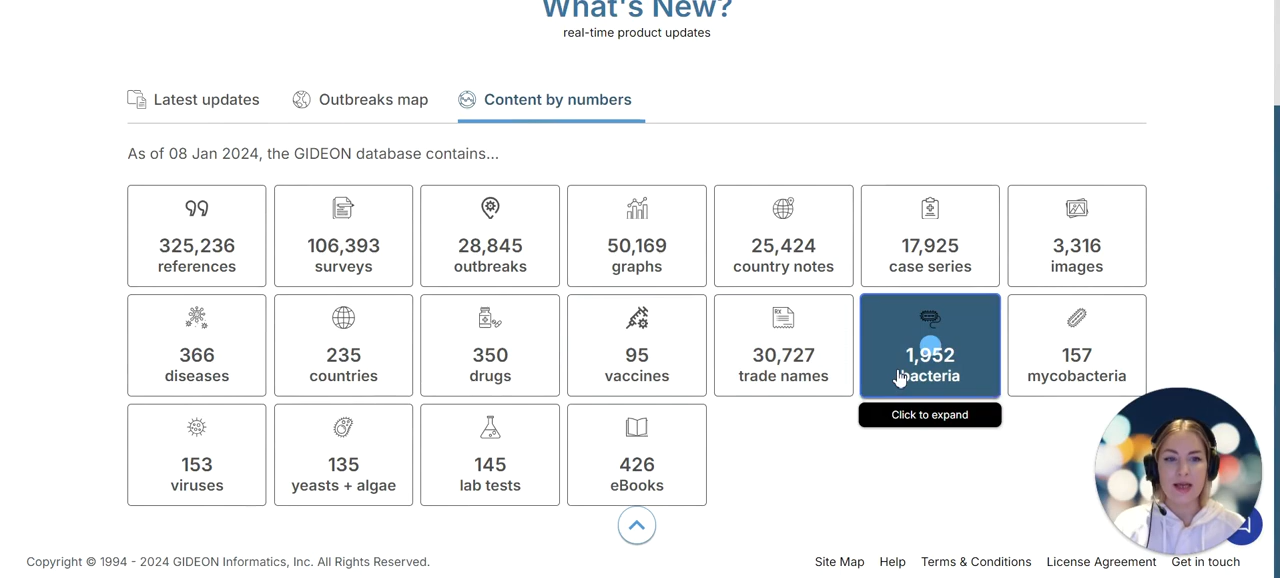 What's New?
real-time product updates
Latest updates
Outbreaks map
Content by numbers
As of 08 Jan 2024, the GIDEON database contains...
325,236
references
106,393
surveys
28,845
outbreaks
50,169
graphs
25,424
country notes
17,925
case series
3,316
images
366
diseases
235
countries
350
drugs
95
vaccines
RX
30,727
trade names
1,952
bacteria
157
mycobacteria
Click to expand
153
viruses
135
yeasts + algae
145
lab tests
426
eBooks
Copyright © 1994 - 2024 GIDEON Informatics, Inc. All Rights Reserved.
Site Map
Help
Terms & Conditions
License Agreement
Get in touch